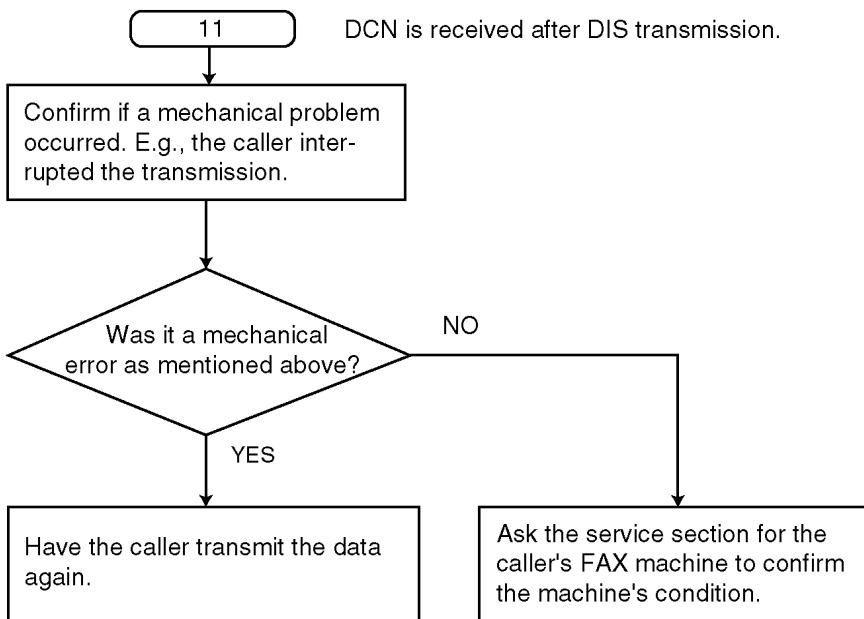 11
DCN is received after DIS transmission.
Confirm if a mechanical problem
occurred. E.g., the caller inter-
rupted the transmission.
Was it a mechanical
error as mentioned above?
NO
YES
Have the caller transmit the data
again.
Ask the service section for the
caller's FAX machine to confirm
the machine's condition.